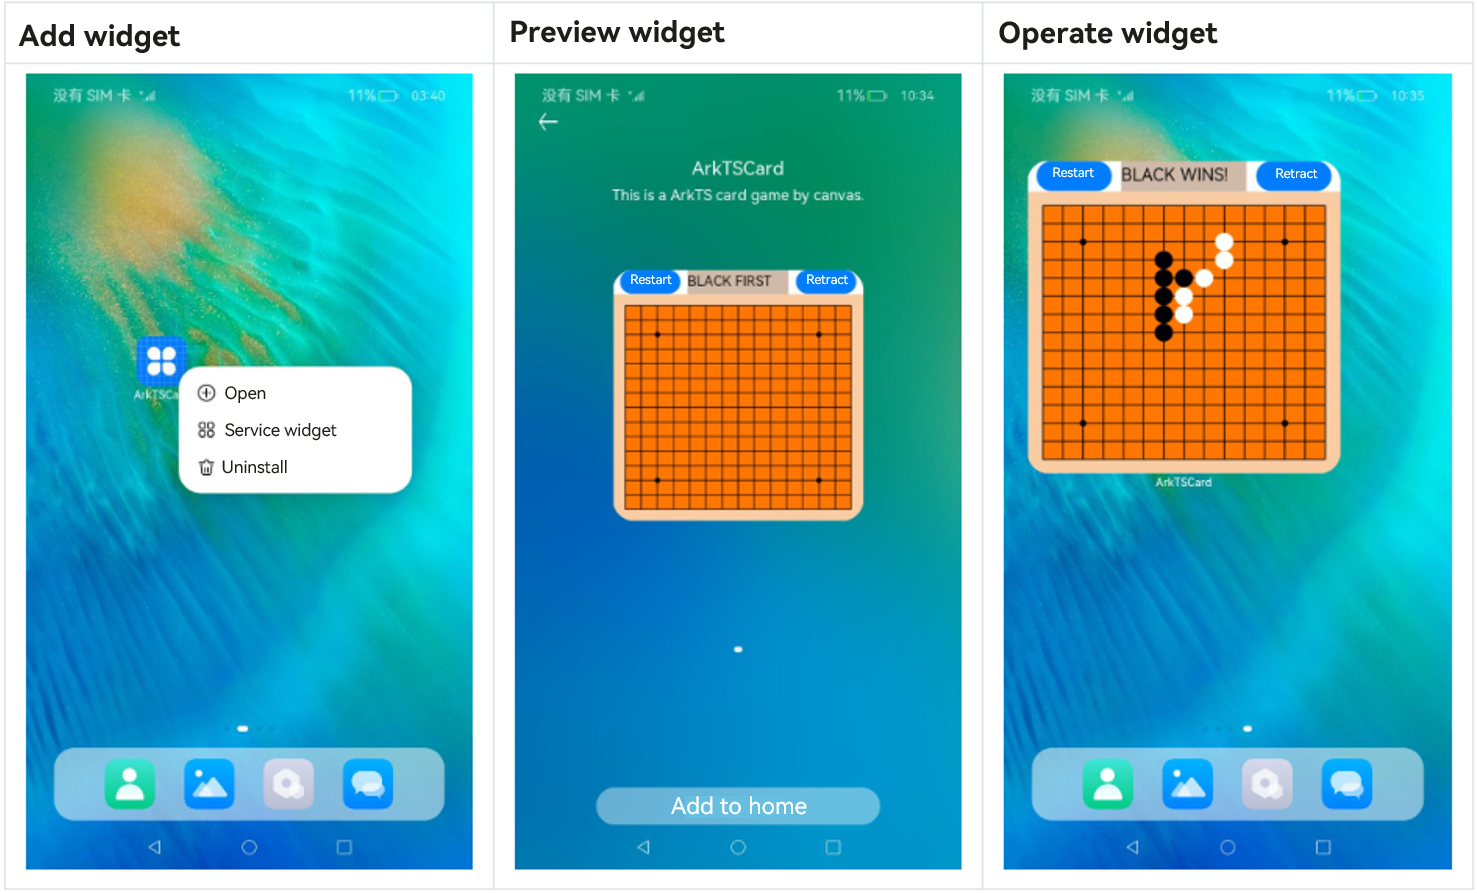 Add widget
Preview widget
Operate widget
没有 SIM 卡
11%
03:40
ArkTSCa
Open
Service widget
Uninstall
没有 SIM 卡
11%
10:34
ArkTSCard
This is a ArkTS card game by canvas.
Restart
BLACK FIRST
Retract
Add to home
没有 SIM 卡
11%
10:35
Restart
BLACK WINS!
Retract
ArkTSCard